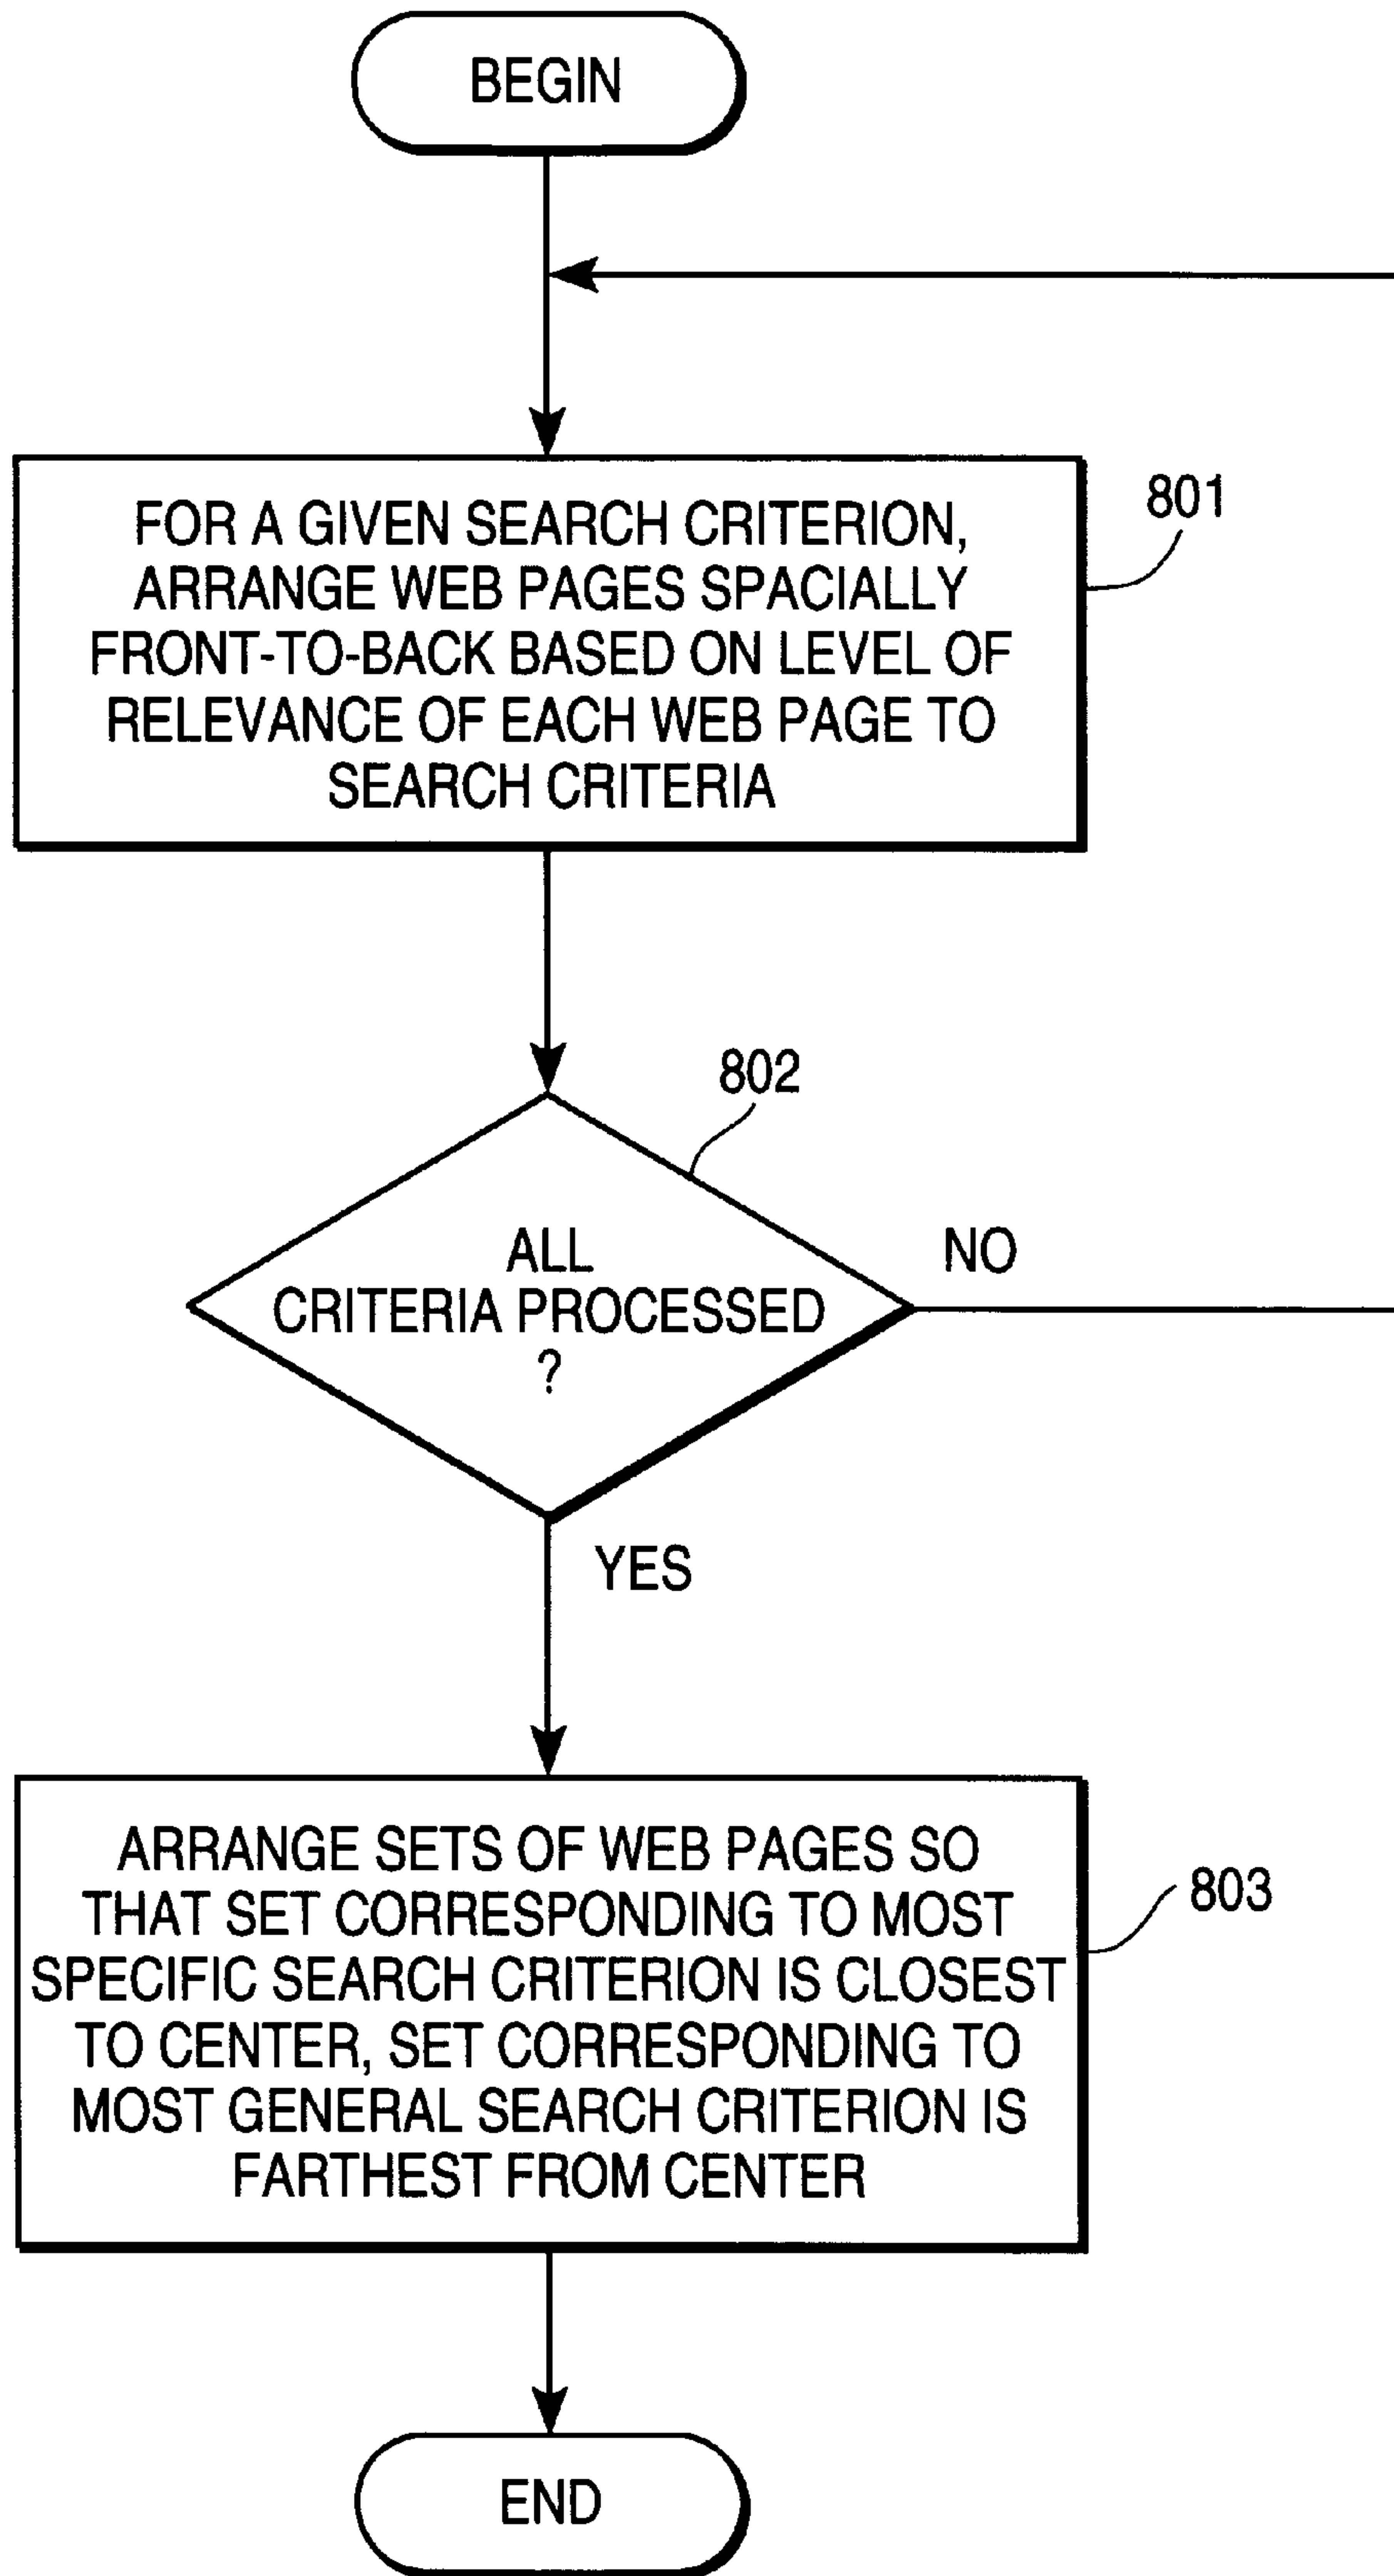 BEGIN
FOR A GIVEN SEARCH CRITERION,
ARRANGE WEB PAGES SPACIALLY
FRONT-TO-BACK BASED ON LEVEL OF
RELEVANCE OF EACH WEB PAGE TO
SEARCH CRITERIA
801
802
ALL
CRITERIA PROCESSED
?
NO
YES
ARRANGE SETS OF WEB PAGES SO
THAT SET CORRESPONDING TO MOST
SPECIFIC SEARCH CRITERION IS CLOSEST
TO CENTER, SET CORRESPONDING TO
MOST GENERAL SEARCH CRITERION IS
FARTHEST FROM CENTER
803
END